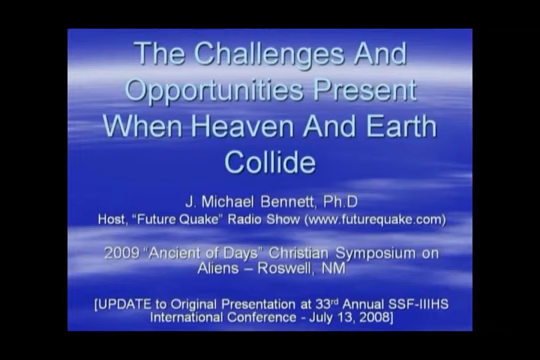 The Challenges And
Opportunities Present
When Heaven And Earth
Collide
J. Michael Bennett, Ph.D
Host, "Future Quake" Radio Show (www.futurequake.com)
2009 "Ancient of Days" Christian Symposium on
Aliens – Roswell, NM
[UPDATE to Original Presentation at 33rd Annual SSF-IIIHS
International Conference - July 13, 2008]